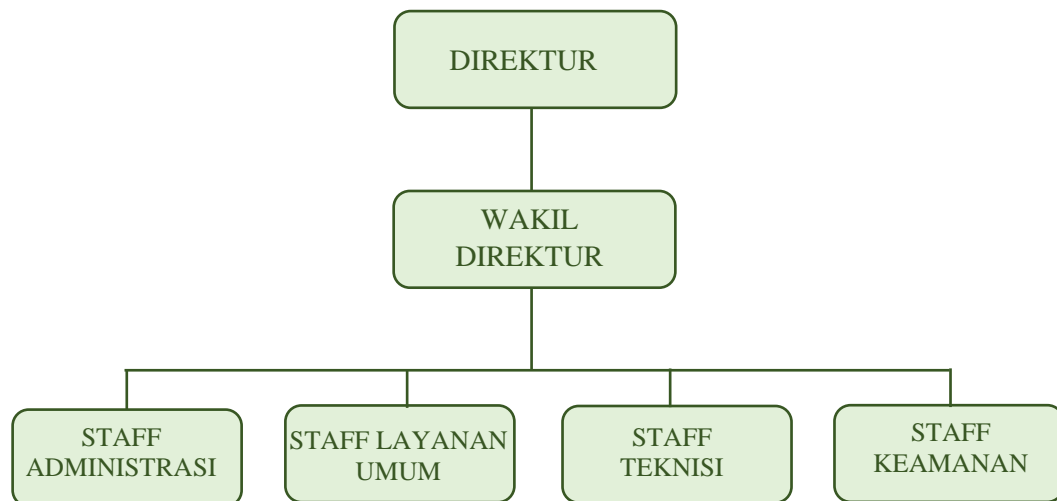 DIREKTUR
WAKIL
DIREKTUR
STAFF
ADMINISTRASI
STAFF LAYANAN
UMUM
STAFF
TEKNISI
STAFF
KEAMANAN